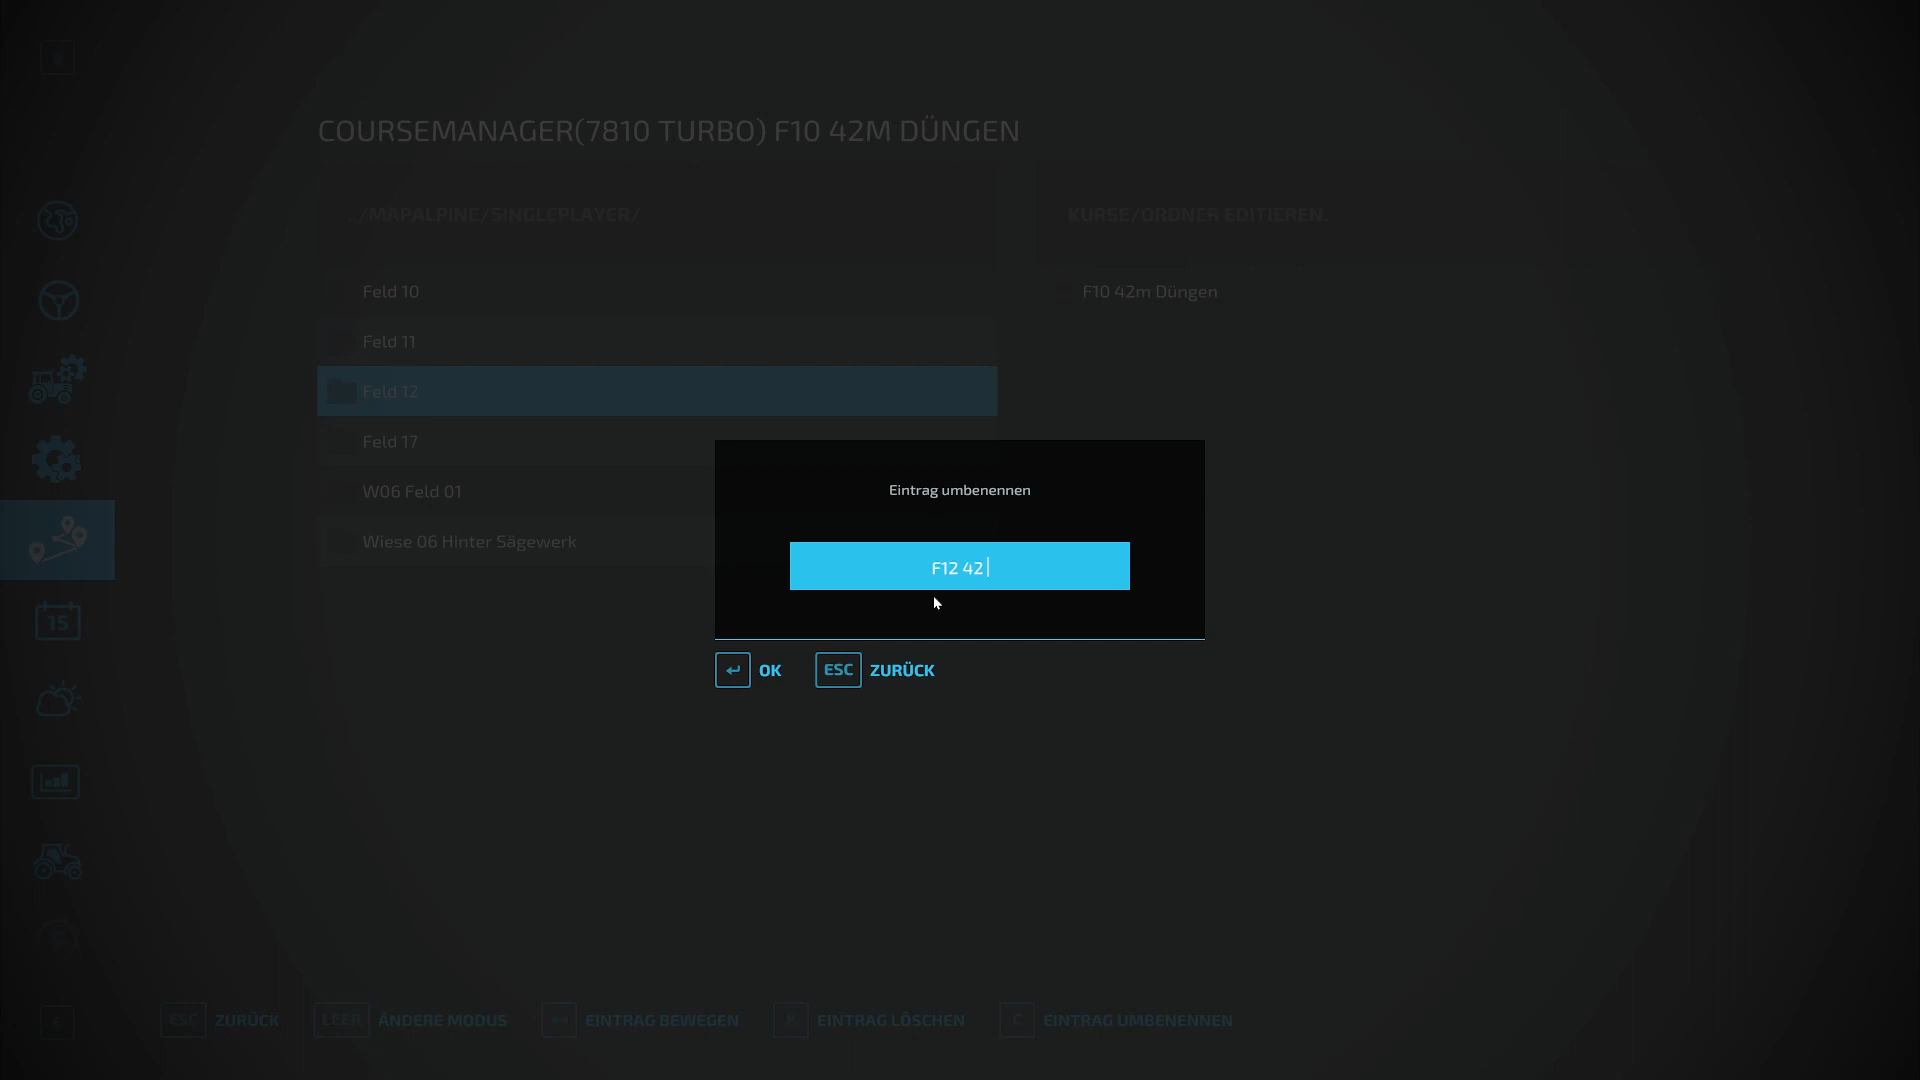 COURSEMANAGER(7810 TURBO) F10 42M DÜNGEN
../MAPALPINE/SINGLEPLAYER/
KURSE/ORDNER EDITIEREN.
Feld 10
F10 42m Düngen
Feld 11
Feld 12
Feld 17
W06 Feld 01
Wiese 06 Hinter Sägewerk
Eintrag umbenennen
F12 42
OK
ESC ZURÜCK
15
ESC ZURÜCK
LEER ÄNDERE MODUS
EINTRAG BEWEGEN
X EINTRAG LÖSCHEN
C EINTRAG UMBENENNEN
E